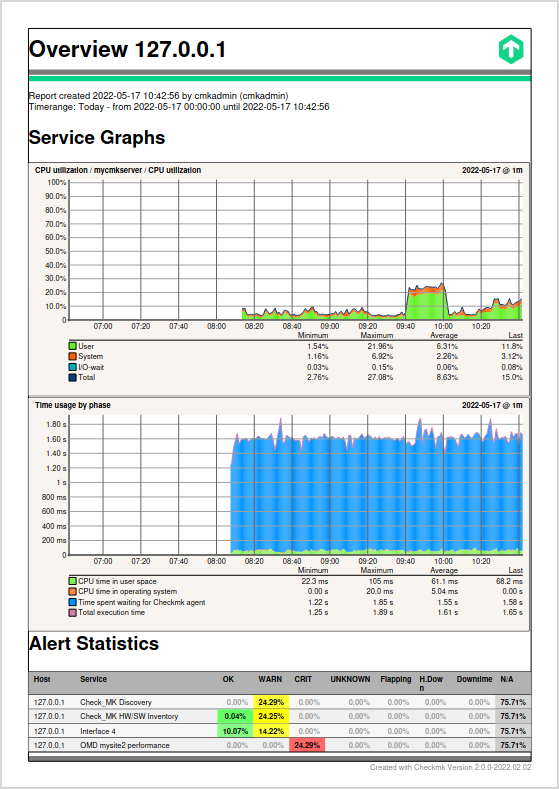 Overview 127.0.0.1
Report created 2022-05-17 10:42:56 by cmkadmin (cmkadmin)
Timerange: Today - from 2022-05-17 00:00:00 until 2022-05-17 10:42:56
Service Graphs
CPU utilization / mycmkserver / CPU utilization 2022-05-17 @ 1m
100%
90.0%
80.0%
70.0%
60.0%
50.0%
40.0%
30.0%
20.0%
10.0%
0
07:00 07:20 07:40 08:00 08:20 08:40 09:00 09:20 09:40 10:00 10:20
Minimum Maximum Average Last
User 1.54% 21.96% 6.31% 11.8%
System 1.16% 6.92% 2.26% 3.12%
I/O-wait 0.03% 0.15% 0.06% 0.08%
Total 2.76% 27.08% 8.63% 15.0%
Time usage by phase 2022-05-17 @ 1m
1.80 s
1.60 s
1.40 s
1.20 s
1 s
800 ms
600 ms
400 ms
200 ms
0
07:00 07:20 07:40 08:00 08:20 08:40 09:00 09:20 09:40 10:00 10:20
Minimum Maximum Average Last
CPU time in user space 22.3 ms 105 ms 61.1 ms 68.2 ms
CPU time in operating system 0.00 s 20.0 ms 5.04 ms 0.00 s
Time spent waiting for Checkmk agent 1.22 s 1.85 s 1.55 s 1.58 s
Total execution time 1.25 s 1.89 s 1.61 s 1.65 s
Alert Statistics
Host Service OK WARN CRIT UNKNOWN Flapping H.Down Downtime N/A
127.0.0.1 Check_MK Discovery 0.00% 24.29% 0.00% 0.00% 0.00% 0.00% 0.00% 75.71%
127.0.0.1 Check_MK HW/SW Inventory 0.04% 24.25% 0.00% 0.00% 0.00% 0.00% 0.00% 75.71%
127.0.0.1 Interface 4 10.07% 14.22% 0.00% 0.00% 0.00% 0.00% 0.00% 75.71%
127.0.0.1 OMD mysite2 performance 0.00% 0.00% 24.29% 0.00% 0.00% 0.00% 0.00% 75.71%
Created with Checkmk Version 2.0.0-2022.02.02